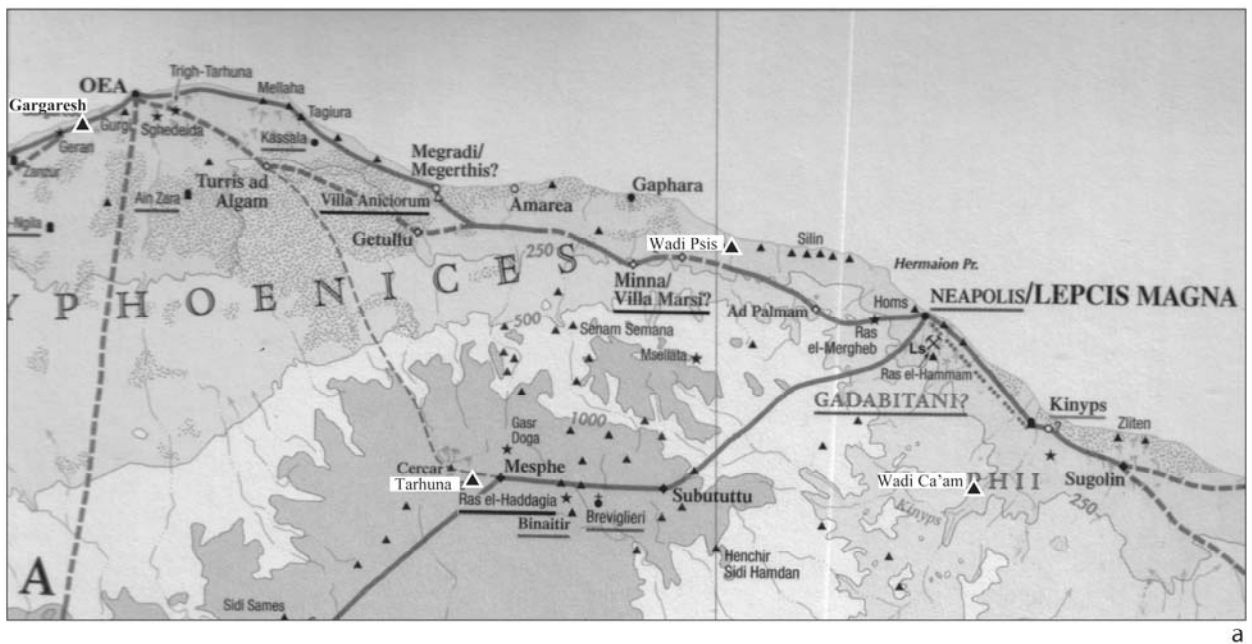 Trigh-Tarhuna
OEA
Mellaha
Gargaresh
Gurgi
Sghedeida
Tagiura
Geran
Kassala
Zanzur
Megradi/
Megerthis?
Ain Zara
Turris ad
Algam
Villa Aniciorum
Amarea
Gaphara
-Ngila
Getullu
250
Wadi Psis
Silin
Hermaion Pr.
Y P H O E N I C E S
Minna/
Villa Marsi?
Homs
NEAPOLIS/LEPCIS MAGNA
Ad Palmam
500
Senam Semana
Msellata
Ras
el-Mergheb
Ls
Ras el-Hammam
GADABITANI?
1000
Kinyps
?
Zliten
Gasr
Doga
Cercar
Mesphe
Tarhuna
Subututtu
Wadi Ca'am
PHII
Sugolin
Ras el-Haddagia
Binaitir
Breviglieri
Kinyps
250
Henchir
Sidi Hamdan
A
Sidi Sames
a